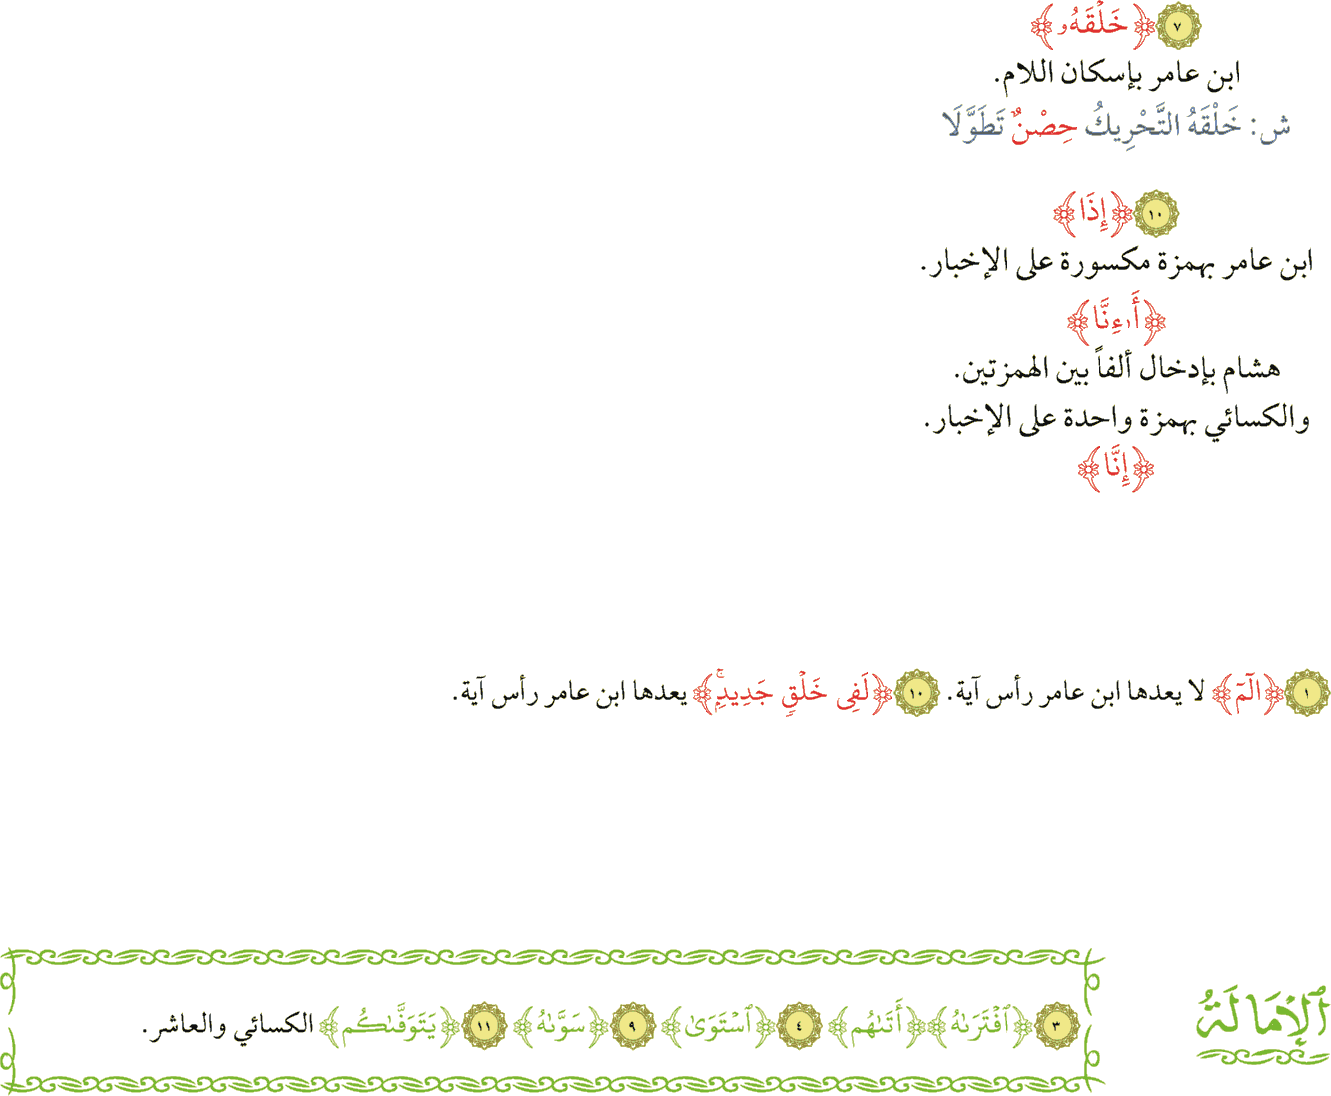 ٧ ﴿خَلْقَهُۥ﴾
ابن عامر بإسكان اللام.
ش: خَلْقَهُ التَّحْرِيكُ حِصْنٌ تَطَوَّلَا
١٠ ﴿إِذَا﴾
ابن عامر بهمزة مكسورة على الإخبار.
﴿أَاءِنَّا﴾
هشام بإدخال ألفاً بين الهمزتين.
والكسائي بهمزة واحدة على الإخبار.
﴿إِنَّا﴾
١ ﴿الٓمٓ﴾ لا يعدها ابن عامر رأس آية. ١٠ ﴿لَفِى خَلْقٍ جَدِيدٍۚ﴾ يعدها ابن عامر رأس آية.
ٱلْإِمَالَةُ
٣ ﴿ٱفْتَرَىٰهُ﴾ ﴿أَتَىٰهُم﴾ ٤ ﴿ٱسْتَوَىٰ﴾ ٩ ﴿سَوَّىٰهُ﴾ ١١ ﴿يَتَوَفَّىٰكُم﴾ الكسائي والعاشر.